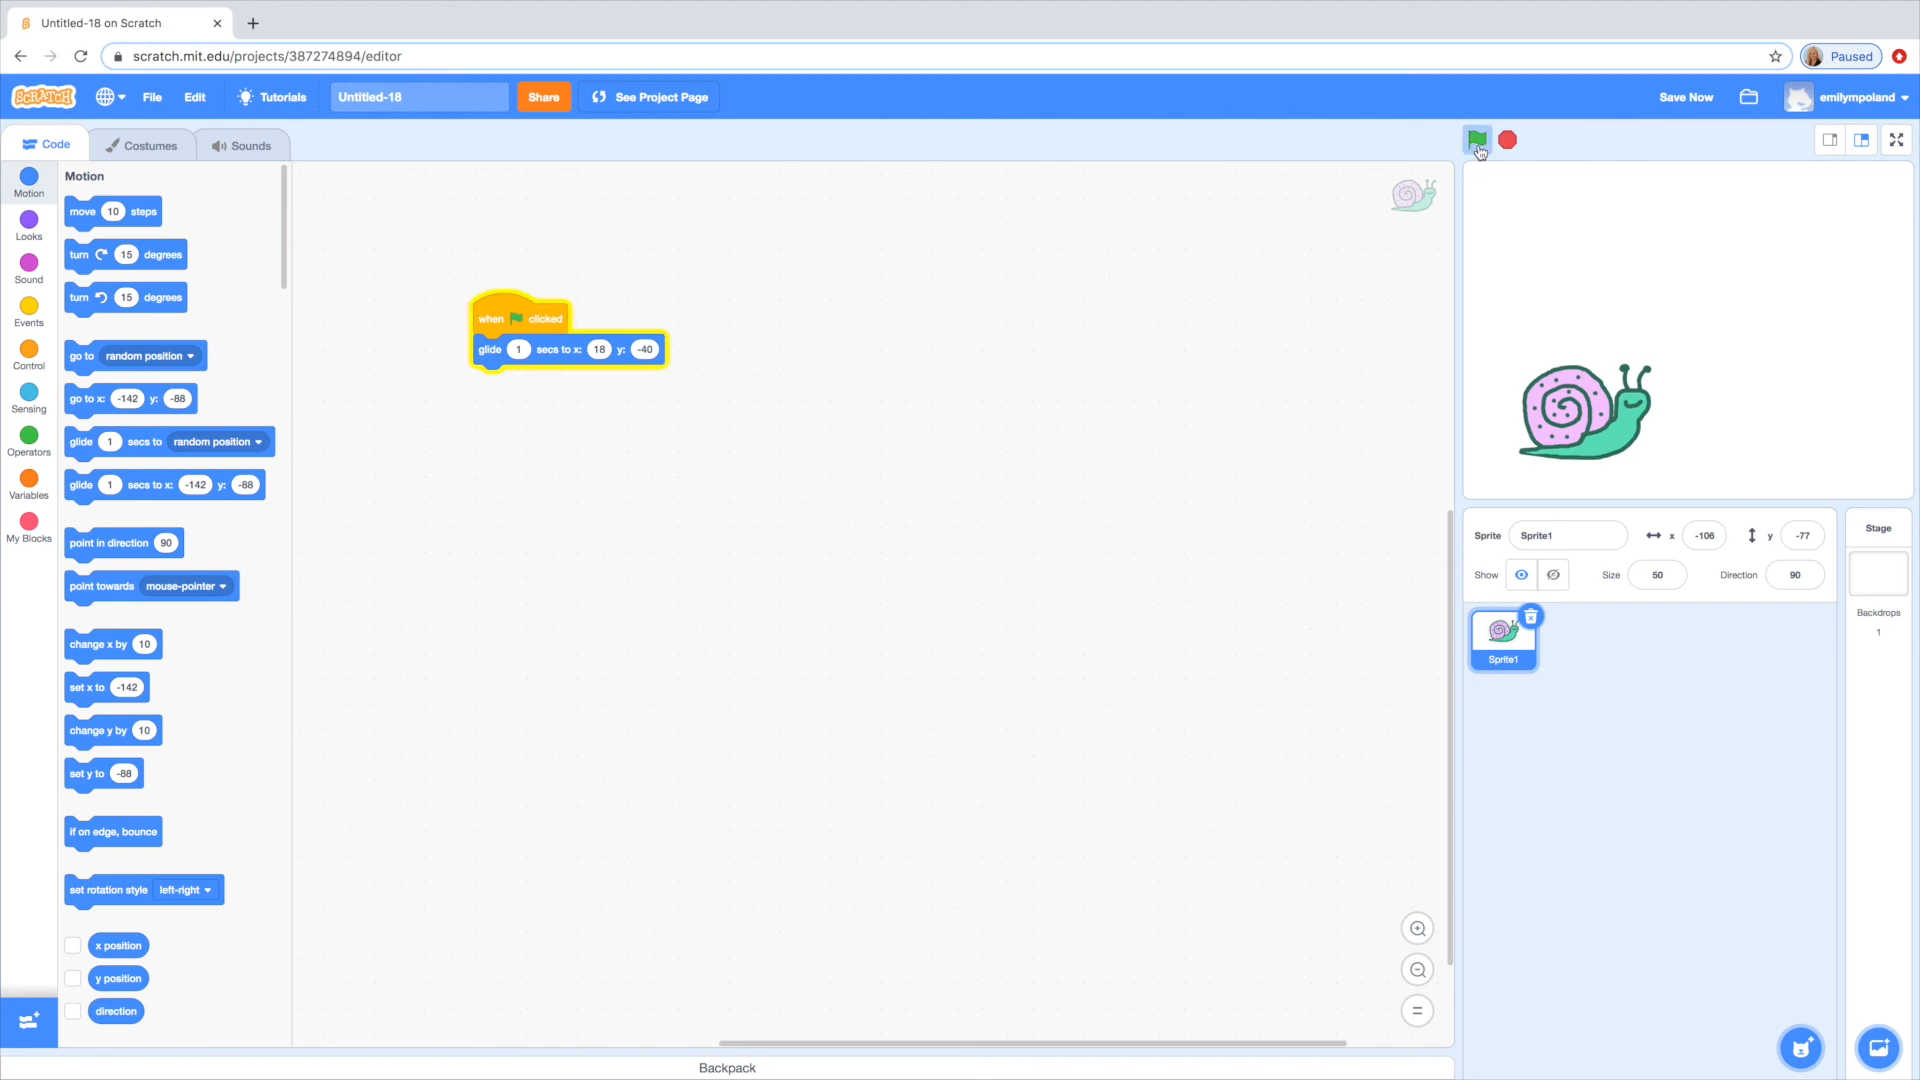 Untitled-18 on Scratch
scratch.mit.edu/projects/387274894/editor
Paused
SCRATCH
File
Edit
Tutorials
Untitled-18
Share
See Project Page
Save Now
emilympoland
Code
Costumes
Sounds
Motion
Looks
Sound
Events
Control
Sensing
Operators
Variables
My Blocks
Motion
move 10 steps
turn 15 degrees
turn 15 degrees
go to random position
go to x: -142 y: -88
glide 1 secs to random position
glide 1 secs to x: -142 y: -88
point in direction 90
point towards mouse-pointer
change x by 10
set x to -142
change y by 10
set y to -88
if on edge, bounce
set rotation style left-right
x position
y position
direction
when clicked
glide 1 secs to x: 18 y: -40
Backpack
Sprite Sprite1 x -106 y -77
Show Size 50 Direction 90
Sprite1
Stage
Backdrops
1